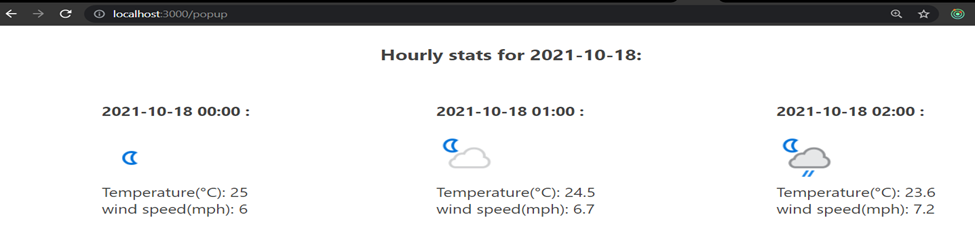 localhost:3000/popup
Hourly stats for 2021-10-18:
2021-10-18 00:00 :
Temperature(°C): 25
wind speed(mph): 6
2021-10-18 01:00 :
Temperature(°C): 24.5
wind speed(mph): 6.7
2021-10-18 02:00 :
Temperature(°C): 23.6
wind speed(mph): 7.2